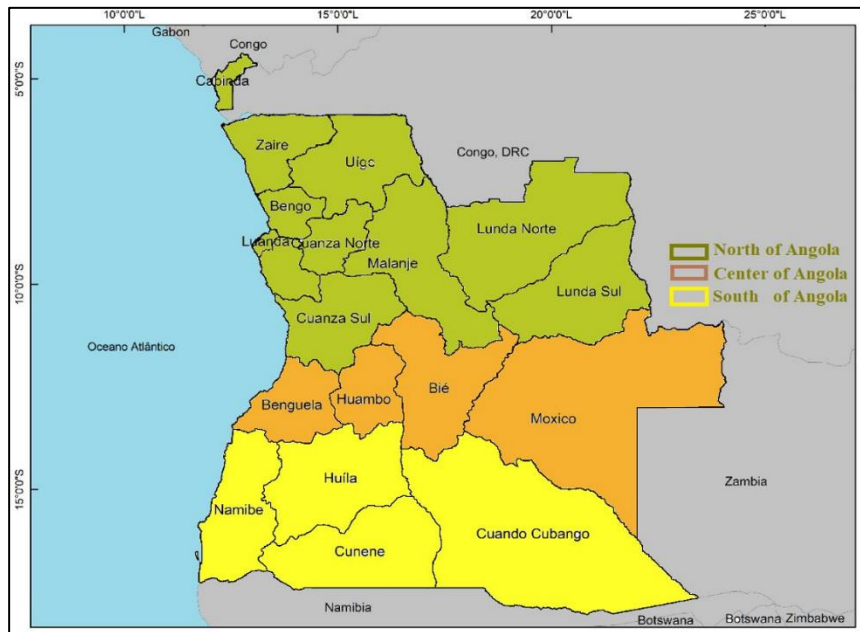 10°0'0"L
15°0'0"L
20°0'0"L
25°0'0"L
Gabon
Congo
5°0'0"S
Cabinda
Zaire
Uígc
Congo, DRC
Bengo
Luanda
Cuanza Norte
Lunda Norte
Malanje
North of Angola
Center of Angola
South of Angola
10°0'0"S
Lunda Sul
Cuanza Sul
Oceano Atlântico
Benguela
Huambo
Bié
Moxico
15°0'0"S
Huíla
Zambia
Namibe
Cunene
Cuando Cubango
Namibia
Botswana
Botswana
Zimbabwe